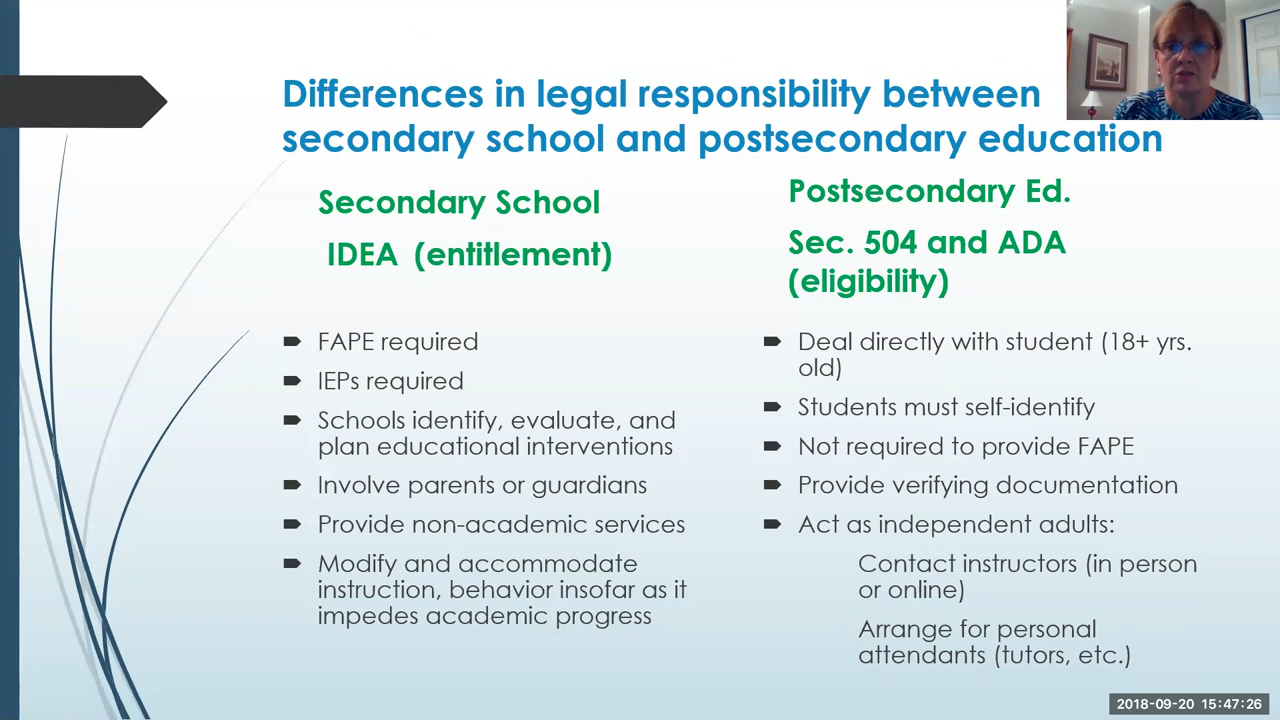 Differences in legal responsibility between
secondary school and postsecondary education
Secondary School
IDEA (entitlement)
FAPE required
IEPs required
Schools identify, evaluate, and
plan educational interventions
Involve parents or guardians
Provide non-academic services
Modify and accommodate
instruction, behavior insofar as it
impedes academic progress
Postsecondary Ed.
Sec. 504 and ADA
(eligibility)
Deal directly with student (18+ yrs.
old)
Students must self-identify
Not required to provide FAPE
Provide verifying documentation
Act as independent adults:
Contact instructors (in person
or online)
Arrange for personal
attendants (tutors, etc.)
2018-09-20 15:47:26